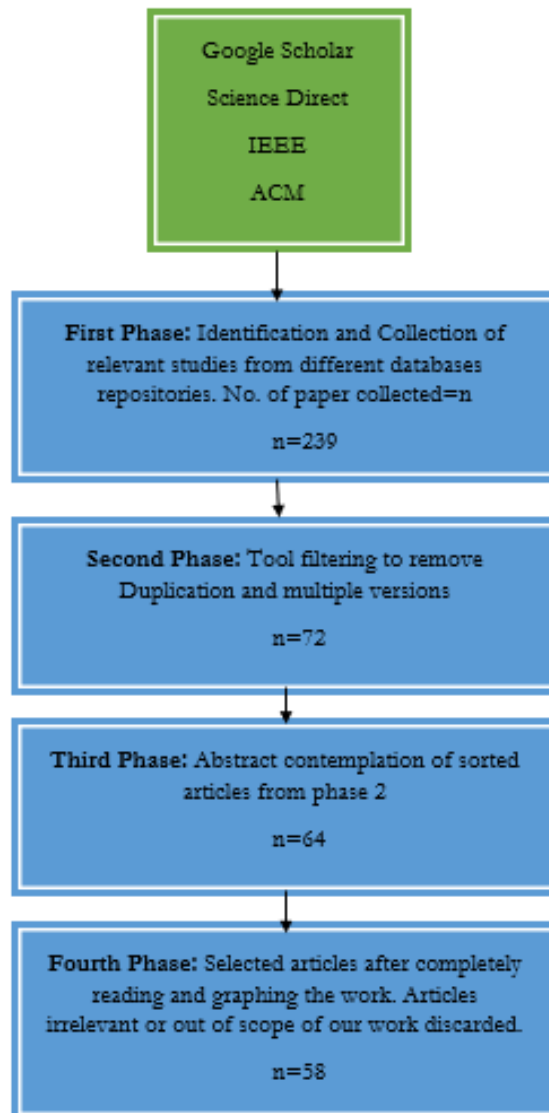 Google Scholar
Science Direct
IEEE
ACM
First Phase: Identification and Collection of
relevant studies from different databases
repositories. No. of paper collected=n
n=239
Second Phase: Tool filtering to remove
Duplication and multiple versions
n=72
Third Phase: Abstract contemplation of sorted
articles from phase 2
n=64
Fourth Phase: Selected articles after completely
reading and graphing the work. Articles
irrelevant or out of scope of our work discarded.
n=58